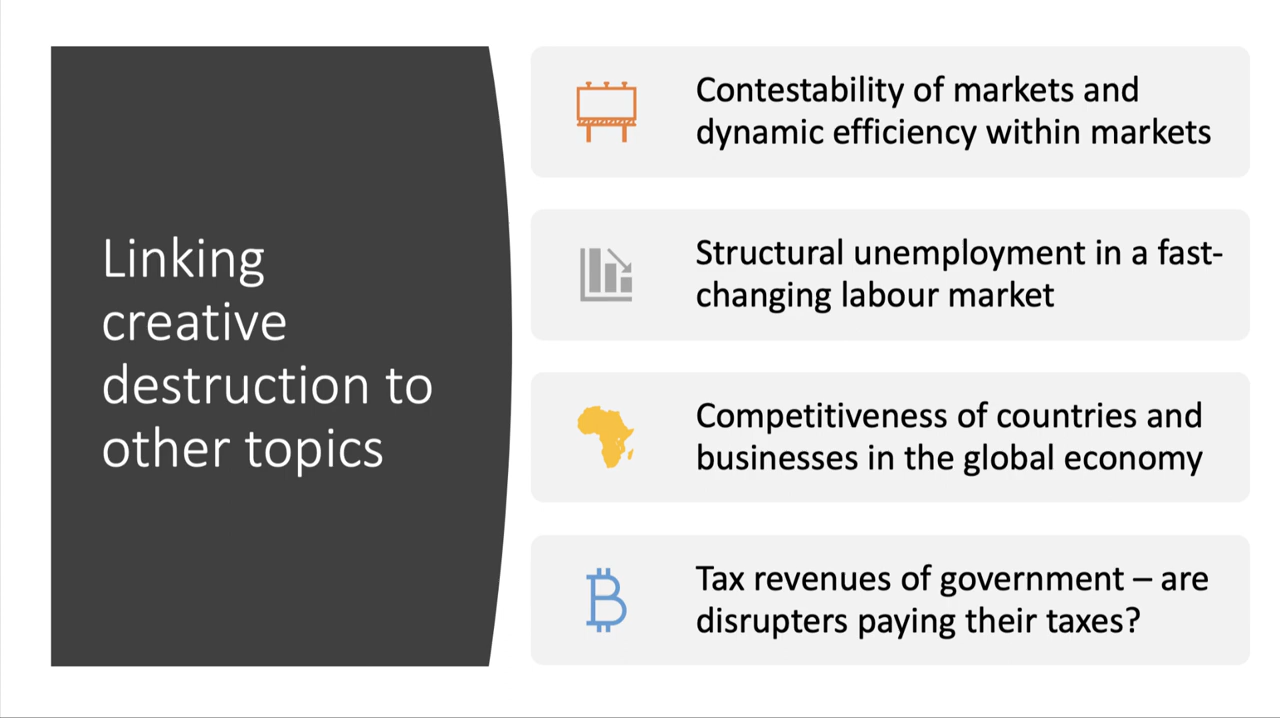 Linking
creative
destruction to
other topics
Contestability of markets and
dynamic efficiency within markets
Structural unemployment in a fast-
changing labour market
Competitiveness of countries and
businesses in the global economy
Tax revenues of government – are
disrupters paying their taxes?